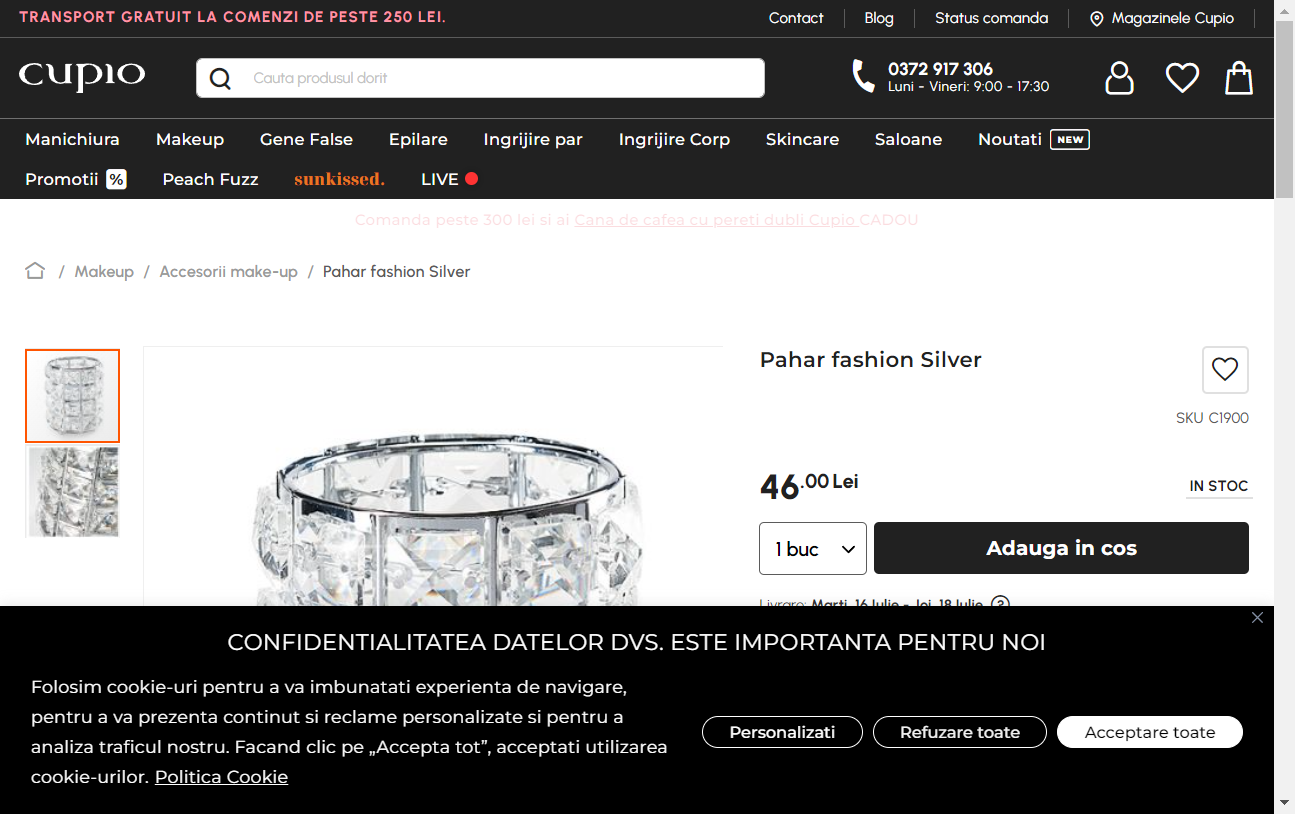 TRANSPORT GRATUIT LA COMENZI DE PESTE 250 LEI.
Contact
Blog
Status comanda
Magazinele Cupio
cupio
Cauta produsul dorit
0372 917 306
Luni - Vineri: 9:00 - 17:30
Manichiura
Makeup
Gene False
Epilare
Ingrijire par
Ingrijire Corp
Skincare
Saloane
Noutati NEW
Promotii %
Peach Fuzz
sunkissed.
LIVE
Comanda peste 300 lei si ai Cana de cafea cu pereti dubli Cupio CADOU
/ Makeup / Accesorii make-up / Pahar fashion Silver
Pahar fashion Silver
SKU C1900
46.00 Lei
IN STOC
1 buc
Adauga in cos
Livrare: Marti, 16 Iulie - Joi, 18 Iulie ?
CONFIDENTIALITATEA DATELOR DVS. ESTE IMPORTANTA PENTRU NOI
Folosim cookie-uri pentru a va imbunatati experienta de navigare,
pentru a va prezenta continut si reclame personalizate si pentru a
analiza traficul nostru. Facand clic pe „Accepta tot”, acceptati utilizarea
cookie-urilor. Politica Cookie
Personalizati
Refuzare toate
Acceptare toate